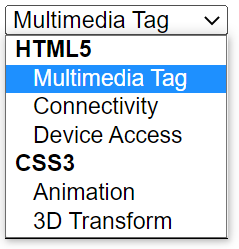 Multimedia Tag
HTML5
Multimedia Tag
Connectivity
Device Access
CSS3
Animation
3D Transform